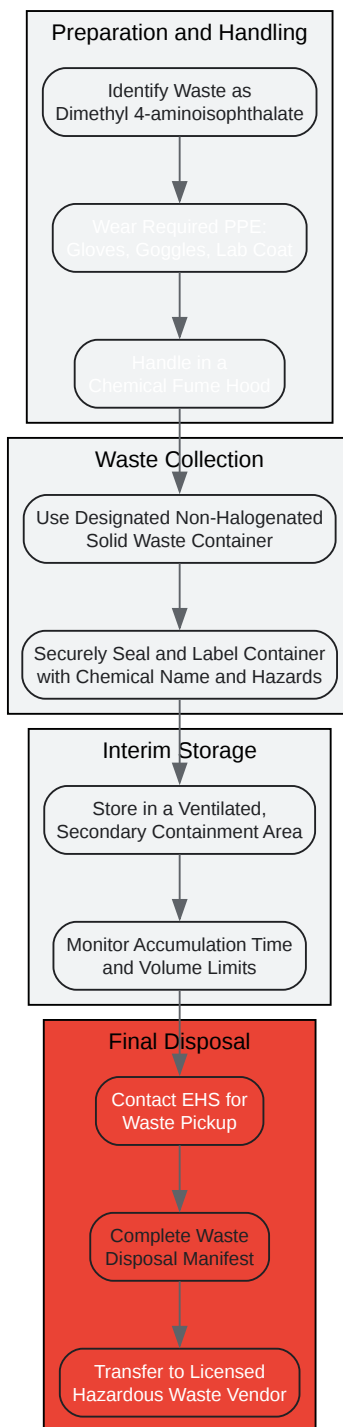 Preparation and Handling
Identify Waste as
Dimethyl 4-aminoisophthalate
Wear Required PPE:
Gloves, Goggles, Lab Coat
Handle in a
Chemical Fume Hood
Waste Collection
Use Designated Non-Halogenated
Solid Waste Container
Securely Seal and Label Container
with Chemical Name and Hazards
Interim Storage
Store in a Ventilated,
Secondary Containment Area
Monitor Accumulation Time
and Volume Limits
Final Disposal
Contact EHS for
Waste Pickup
Complete Waste
Disposal Manifest
Transfer to Licensed
Hazardous Waste Vendor